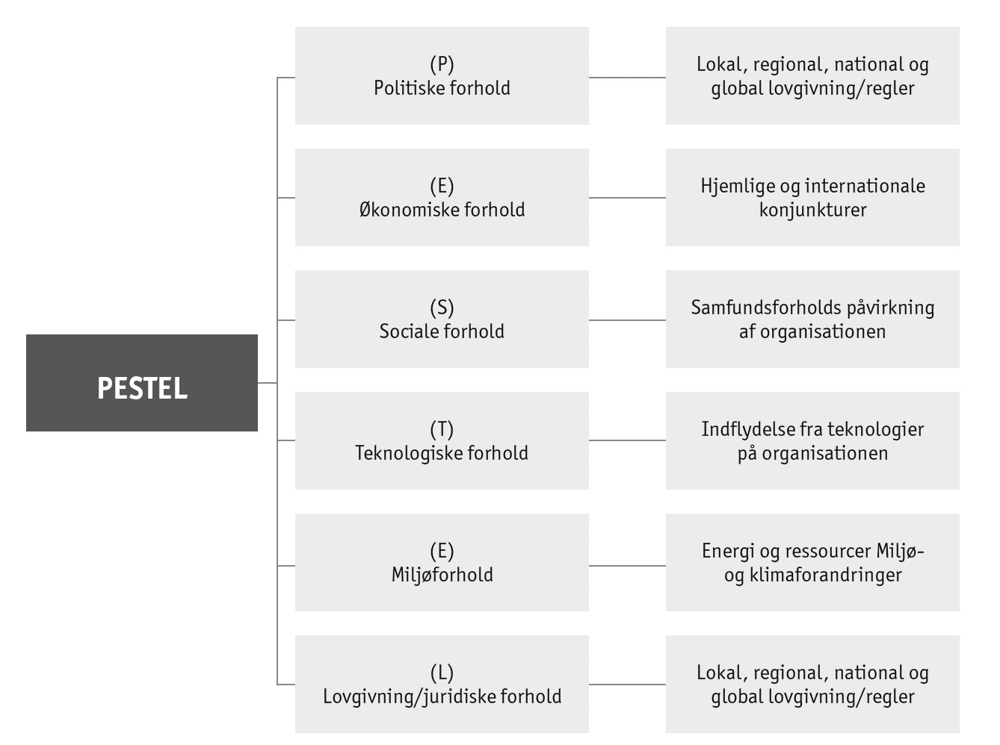 PESTEL
(P)
Politiske forhold
Lokal, regional, national og
global lovgivning/regler
(E)
Økonomiske forhold
Hjemlige og internationale
konjunkturer
(S)
Sociale forhold
Samfundsforholds påvirkning
af organisationen
(T)
Teknologiske forhold
Indflydelse fra teknologier
på organisationen
(E)
Miljøforhold
Energi og ressourcer Miljø-
og klimaforandringer
(L)
Lovgivning/juridiske forhold
Lokal, regional, national og
global lovgivning/regler